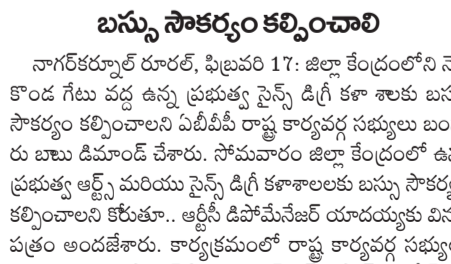 బస్సు సౌకర్యం కల్పించాలి
నాగర్‌కర్నూల్ రూరల్, ఫిబ్రవరి 17: జిల్లా కేంద్రంలోని
కొండ గేటు వద్ద ఉన్న ప్రభుత్వ సైన్స్ డిగ్రీ కళా శాలకు
సౌకర్యం కల్పించాలని ఏబీవీపీ రాష్ట్ర కార్యవర్గ సభ్యులు
రు బాబు డిమాండ్ చేశారు. సోమవారం జిల్లా కేంద్రంలో
ప్రభుత్వ ఆర్ట్స్ మరియు సైన్స్ డిగ్రీ కళాశాలలకు బస్సు
కల్పించాలని కోరుతూ.. ఆర్టీసీ డిపోమేనేజర్ యాదయ్యకు
పత్రం అందజేశారు. కార్యక్రమంలో రాష్ట్ర కార్యవర్గ